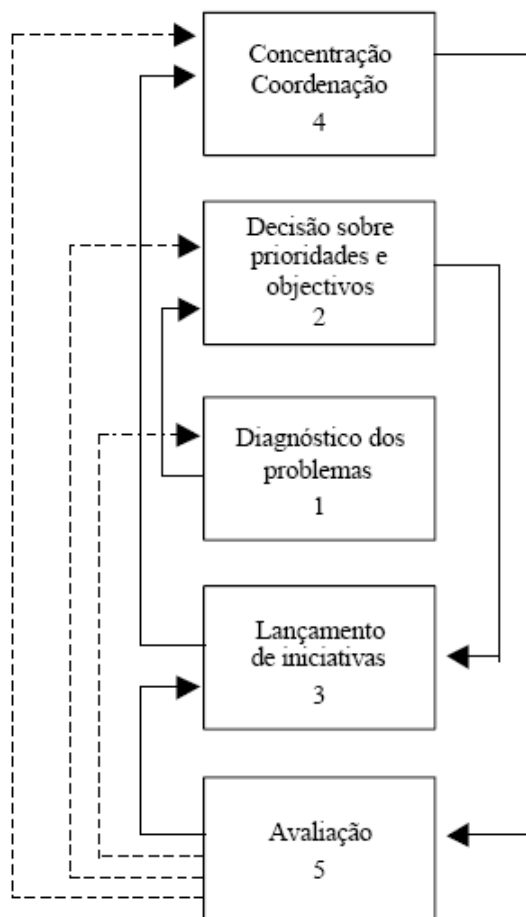 Concentração
Coordenação
4
Decisão sobre
prioridades e
objectivos
2
Diagnóstico dos
problemas
1
Lançamento
de iniciativas
3
Avaliação
5